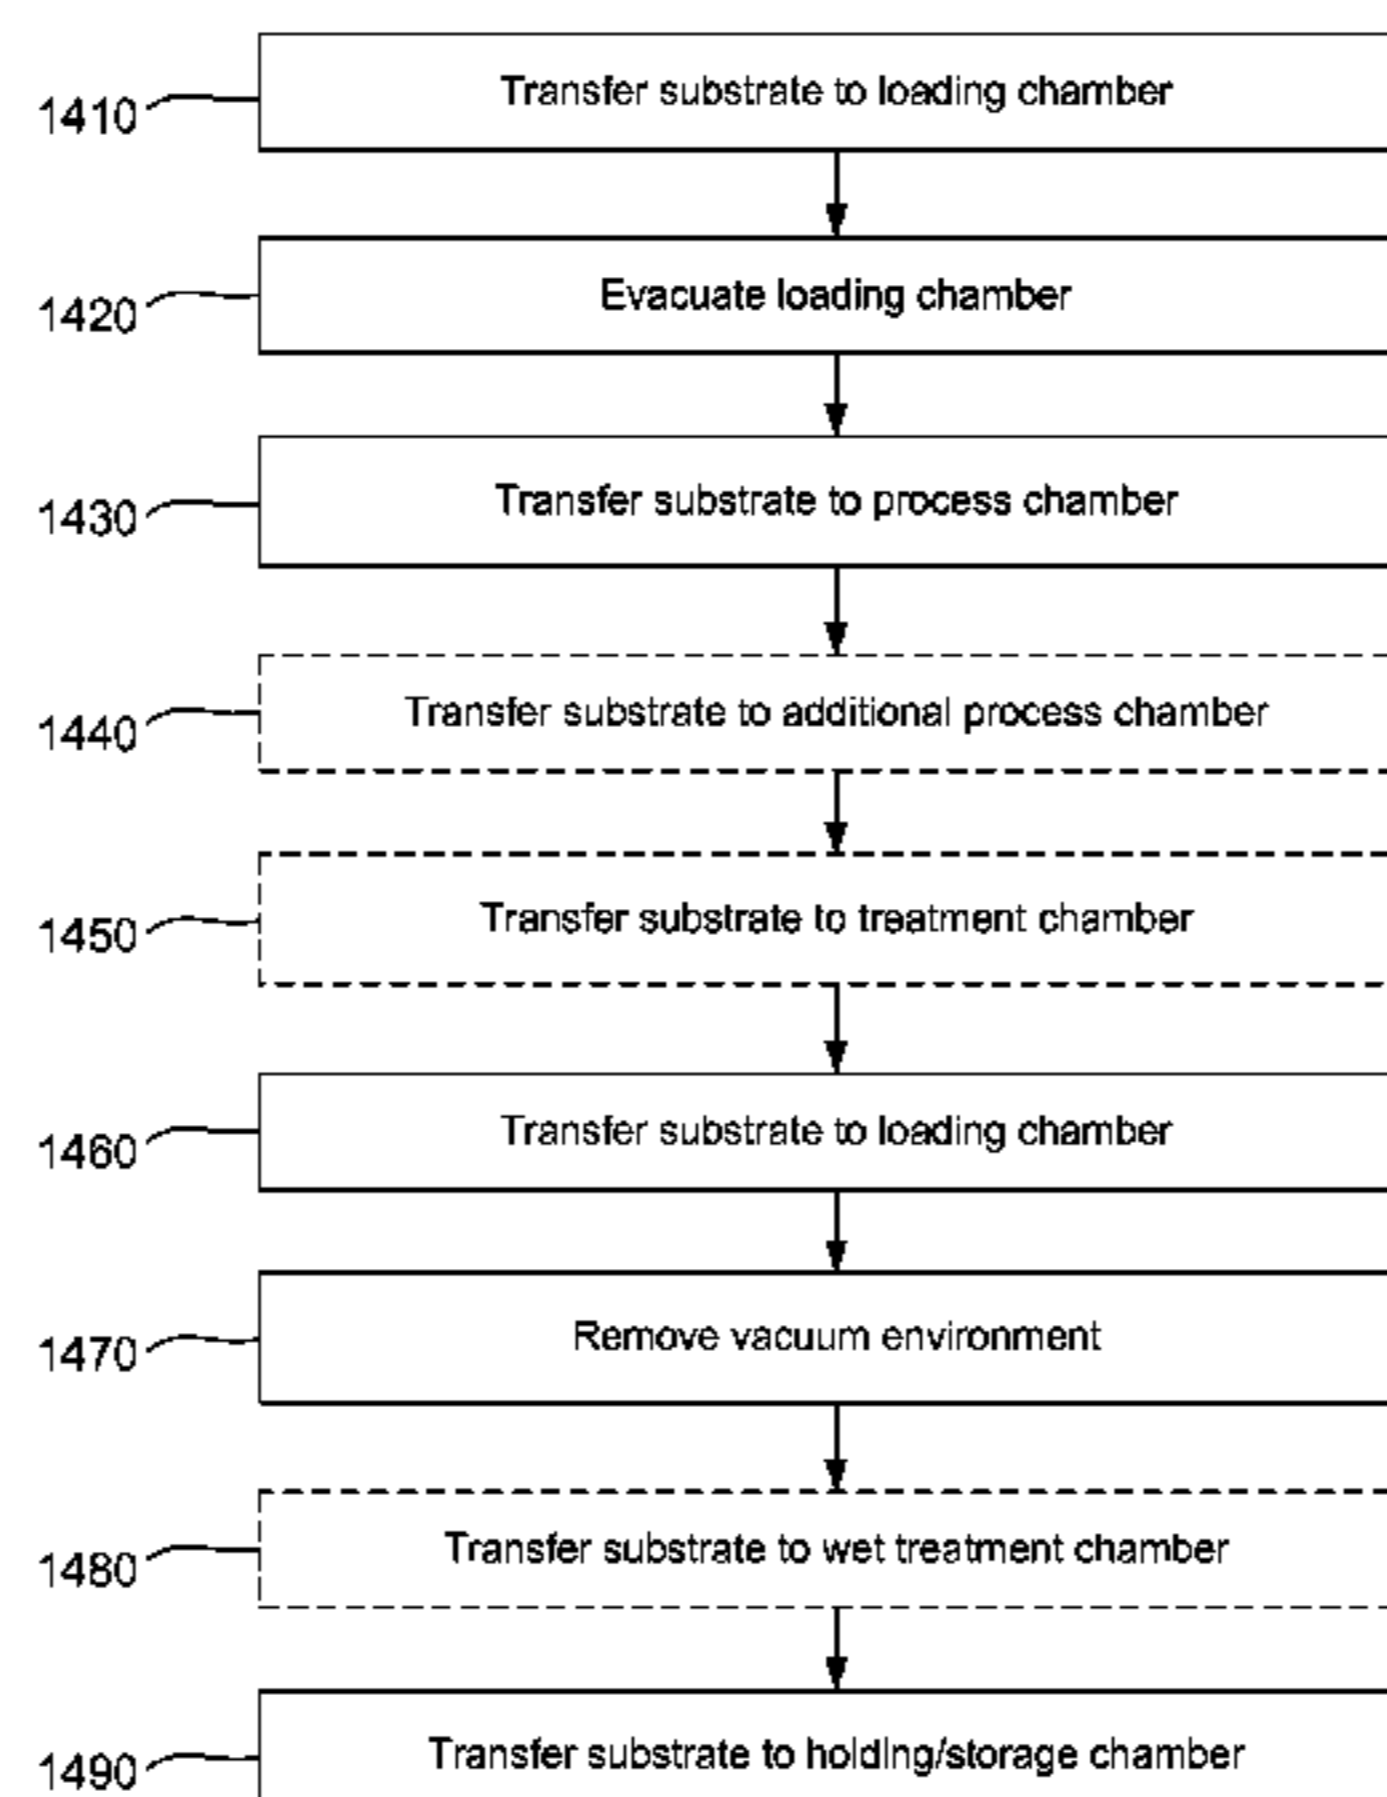 1410 Transfer substrate to loading chamber
1420 Evacuate loading chamber
1430 Transfer substrate to process chamber
1440 Transfer substrate to additional process chamber
1450 Transfer substrate to treatment chamber
1460 Transfer substrate to loading chamber
1470 Remove vacuum environment
1480 Transfer substrate to wet treatment chamber
1490 Transfer substrate to holding/storage chamber